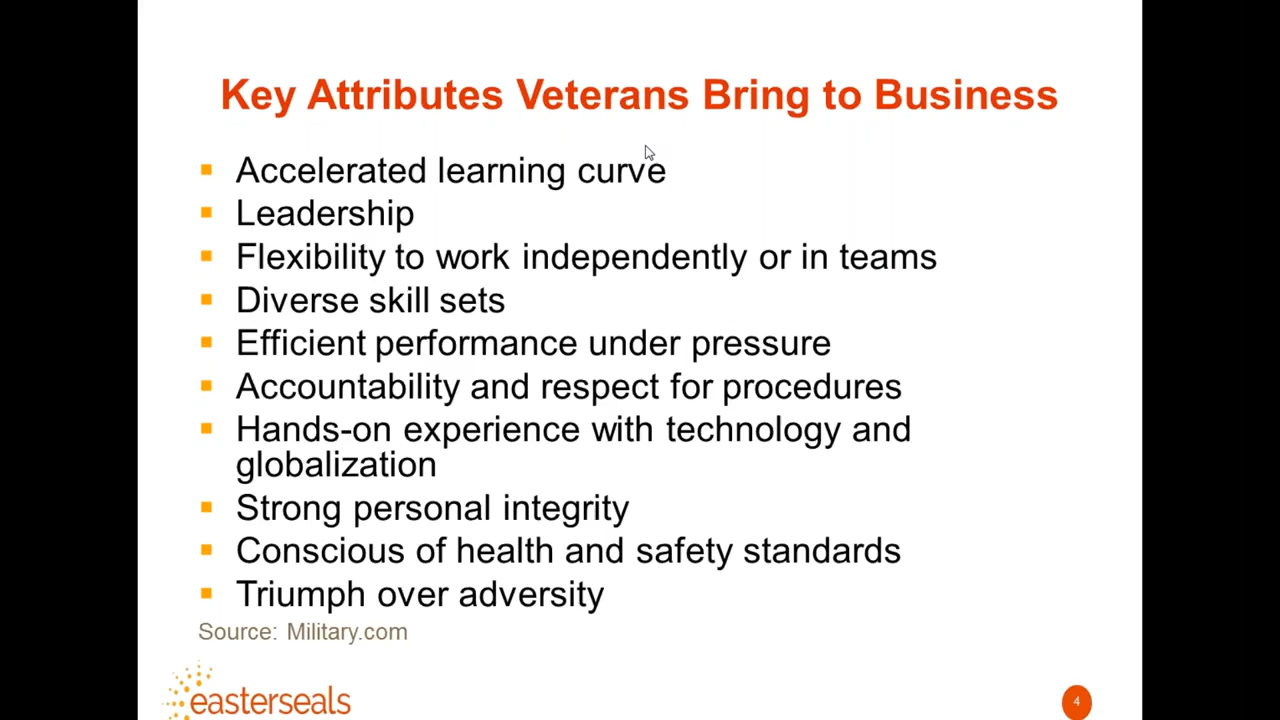 Key Attributes Veterans Bring to Business
Accelerated learning curve
Leadership
Flexibility to work independently or in teams
Diverse skill sets
Efficient performance under pressure
Accountability and respect for procedures
Hands-on experience with technology and
globalization
Strong personal integrity
Conscious of health and safety standards
Triumph over adversity
Source: Military.com
easterseals
4